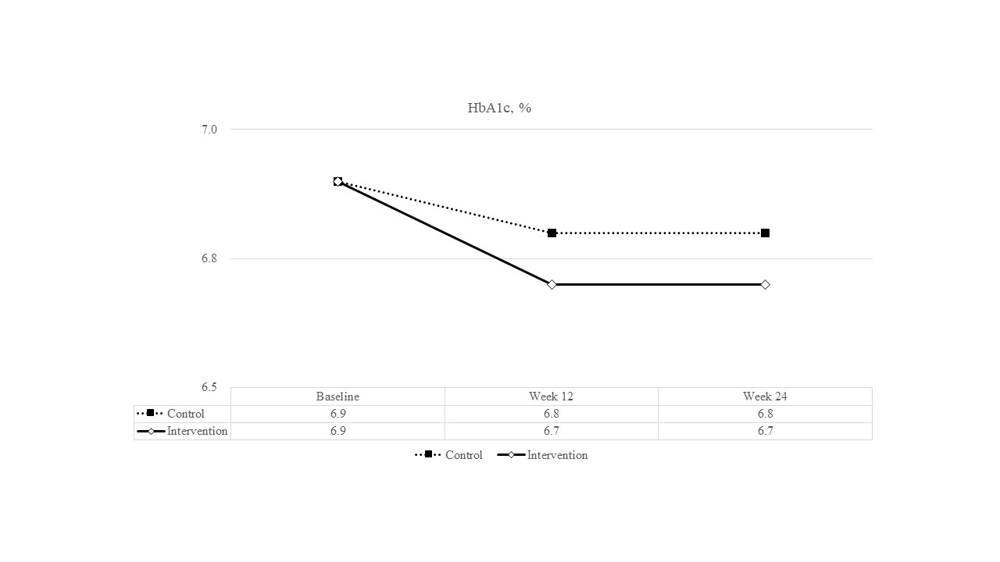 HbA1c, %
7.0
6.8
6.5
Baseline Week 12 Week 24
Control 6.9 6.8 6.8
Intervention 6.9 6.7 6.7
Control Intervention